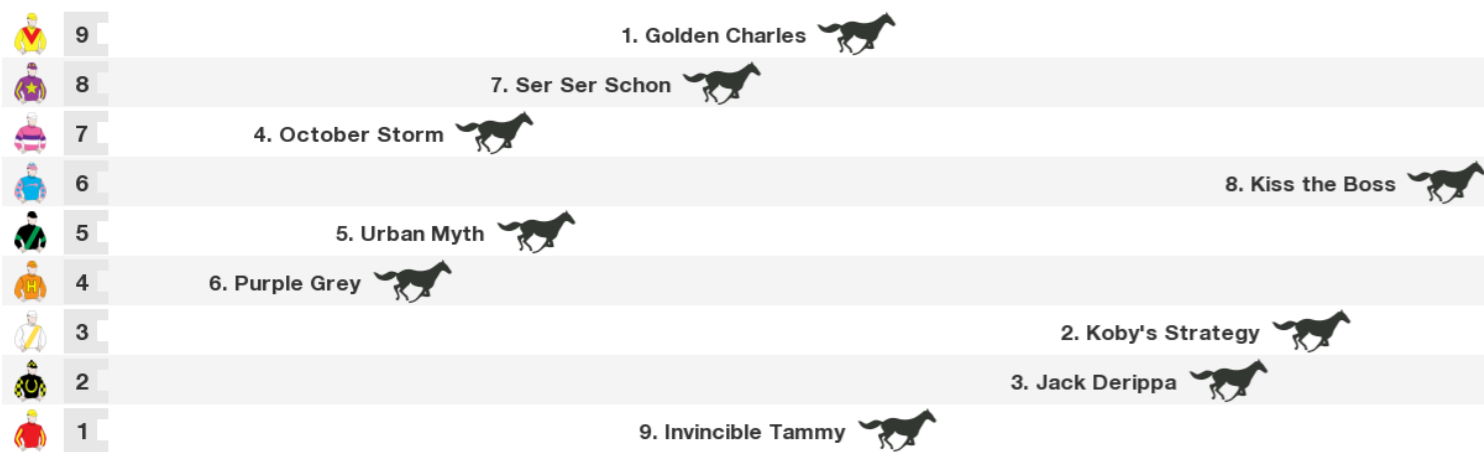 9 1. Golden Charles
8 7. Ser Ser Schon
7 4. October Storm
6 8. Kiss the Boss
5 5. Urban Myth
H 4 6. Purple Grey
3 2. Koby's Strategy
2 3. Jack Derippa
1 9. Invincible Tammy